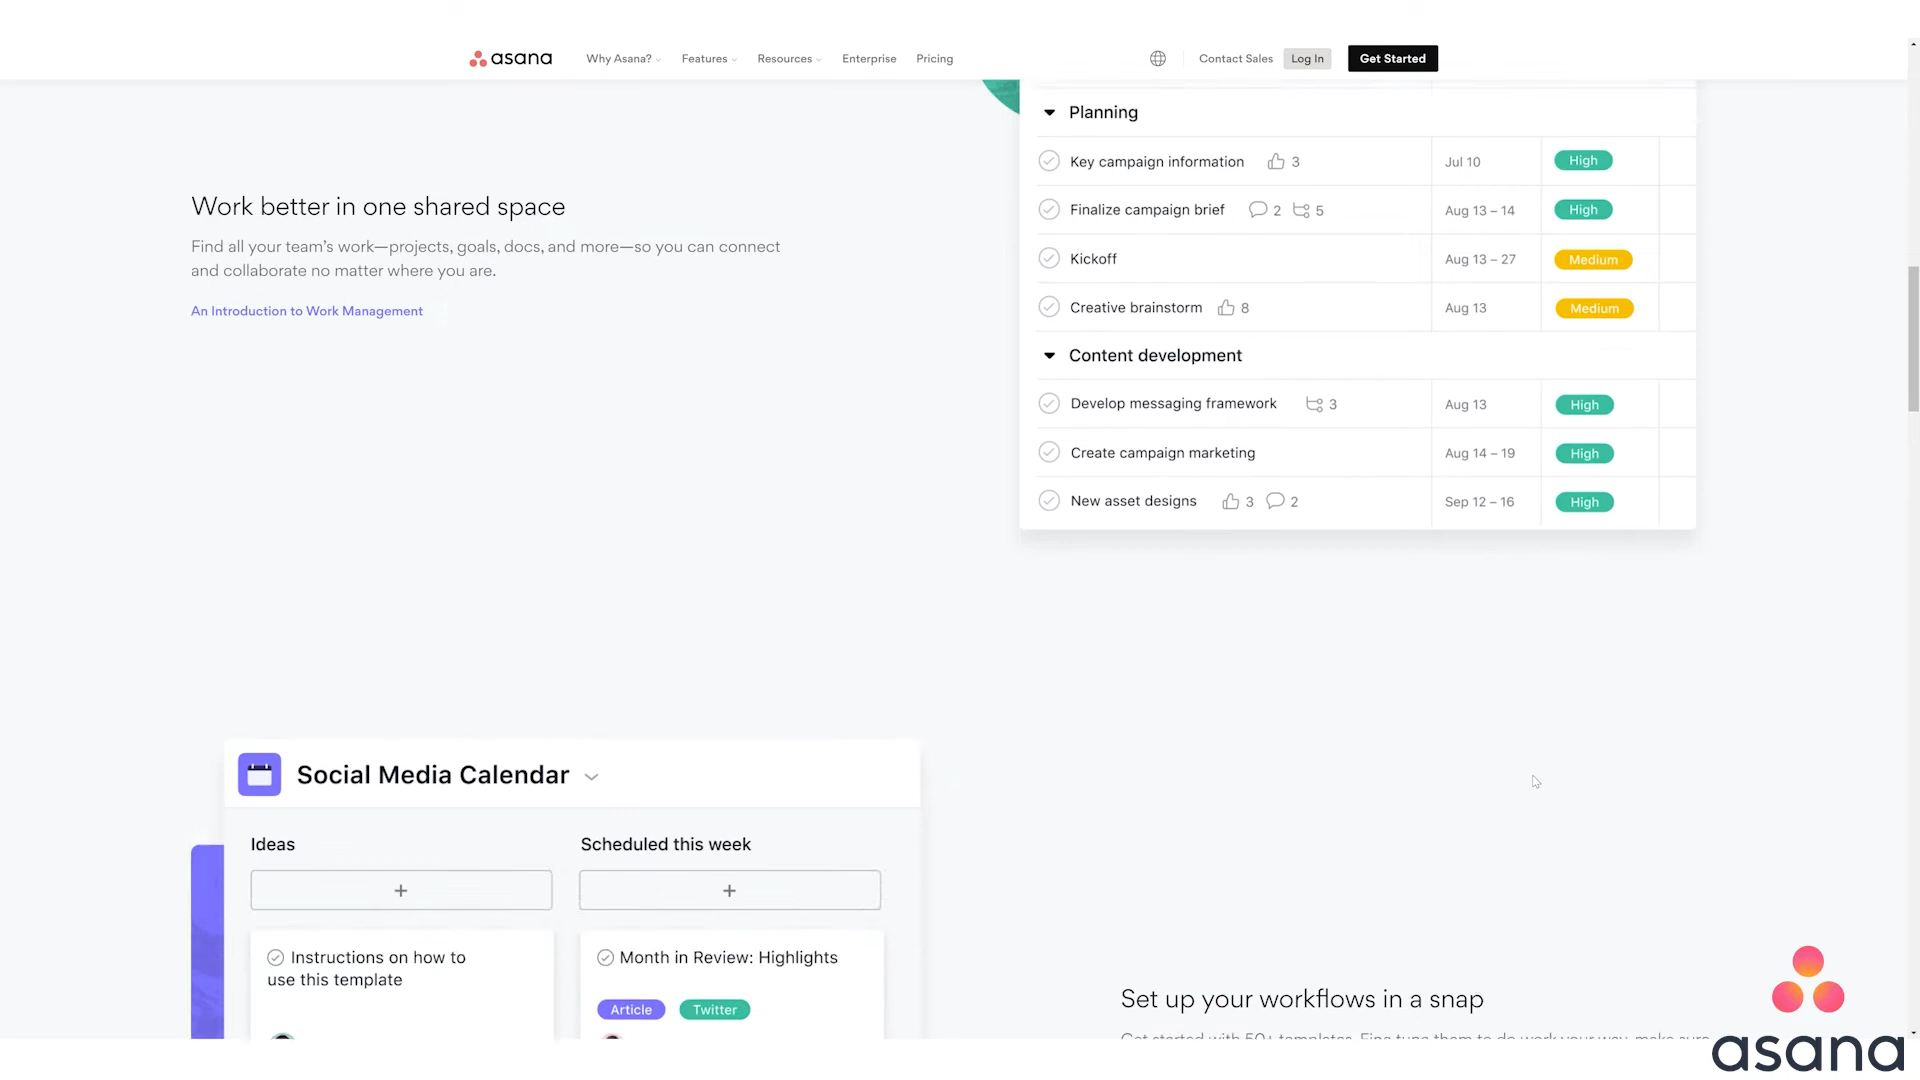 asana Why Asana? Features Resources Enterprise Pricing Contact Sales Log In Get Started
Planning
Key campaign information 3 Jul 10 High
Finalize campaign brief 2 5 Aug 13 – 14 High
Kickoff Aug 13 – 27 Medium
Creative brainstorm 8 Aug 13 Medium
Content development
Develop messaging framework 3 Aug 13 High
Create campaign marketing Aug 14 – 19 High
New asset designs 3 2 Sep 12 – 16 High
Work better in one shared space
Find all your team's work—projects, goals, docs, and more—so you can connect
and collaborate no matter where you are.
An Introduction to Work Management
Social Media Calendar
Ideas
+
Instructions on how to
use this template
Scheduled this week
+
Month in Review: Highlights
Article Twitter
Set up your workflows in a snap
Get started with 50+ templates. Fine tune them to do work your way, make sure
asana